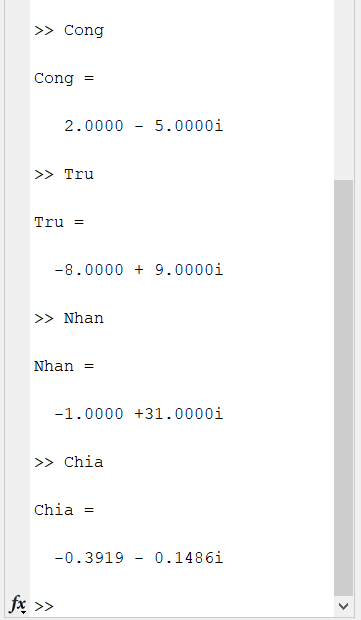 >> Cong
Cong =
2.0000 - 5.0000i
>> Tru
Tru =
-8.0000 + 9.0000i
>> Nhan
Nhan =
-1.0000 +31.0000i
>> Chia
Chia =
-0.3919 - 0.1486i
fx >>